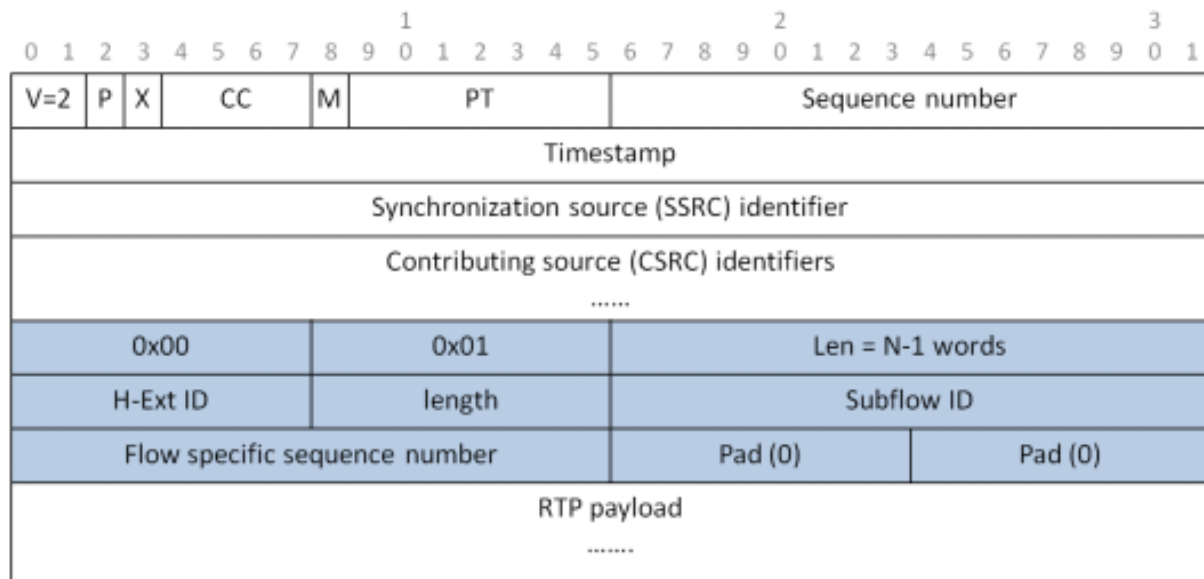 1 2 3
0 1 2 3 4 5 6 7 8 9 0 1 2 3 4 5 6 7 8 9 0 1 2 3 4 5 6 7 8 9 0 1
V=2 P X CC M PT Sequence number
Timestamp
Synchronization source (SSRC) identifier
Contributing source (CSRC) identifiers
......
0x00 0x01 Len = N-1 words
H-Ext ID length Subflow ID
Flow specific sequence number Pad (0) Pad (0)
RTP payload
.......